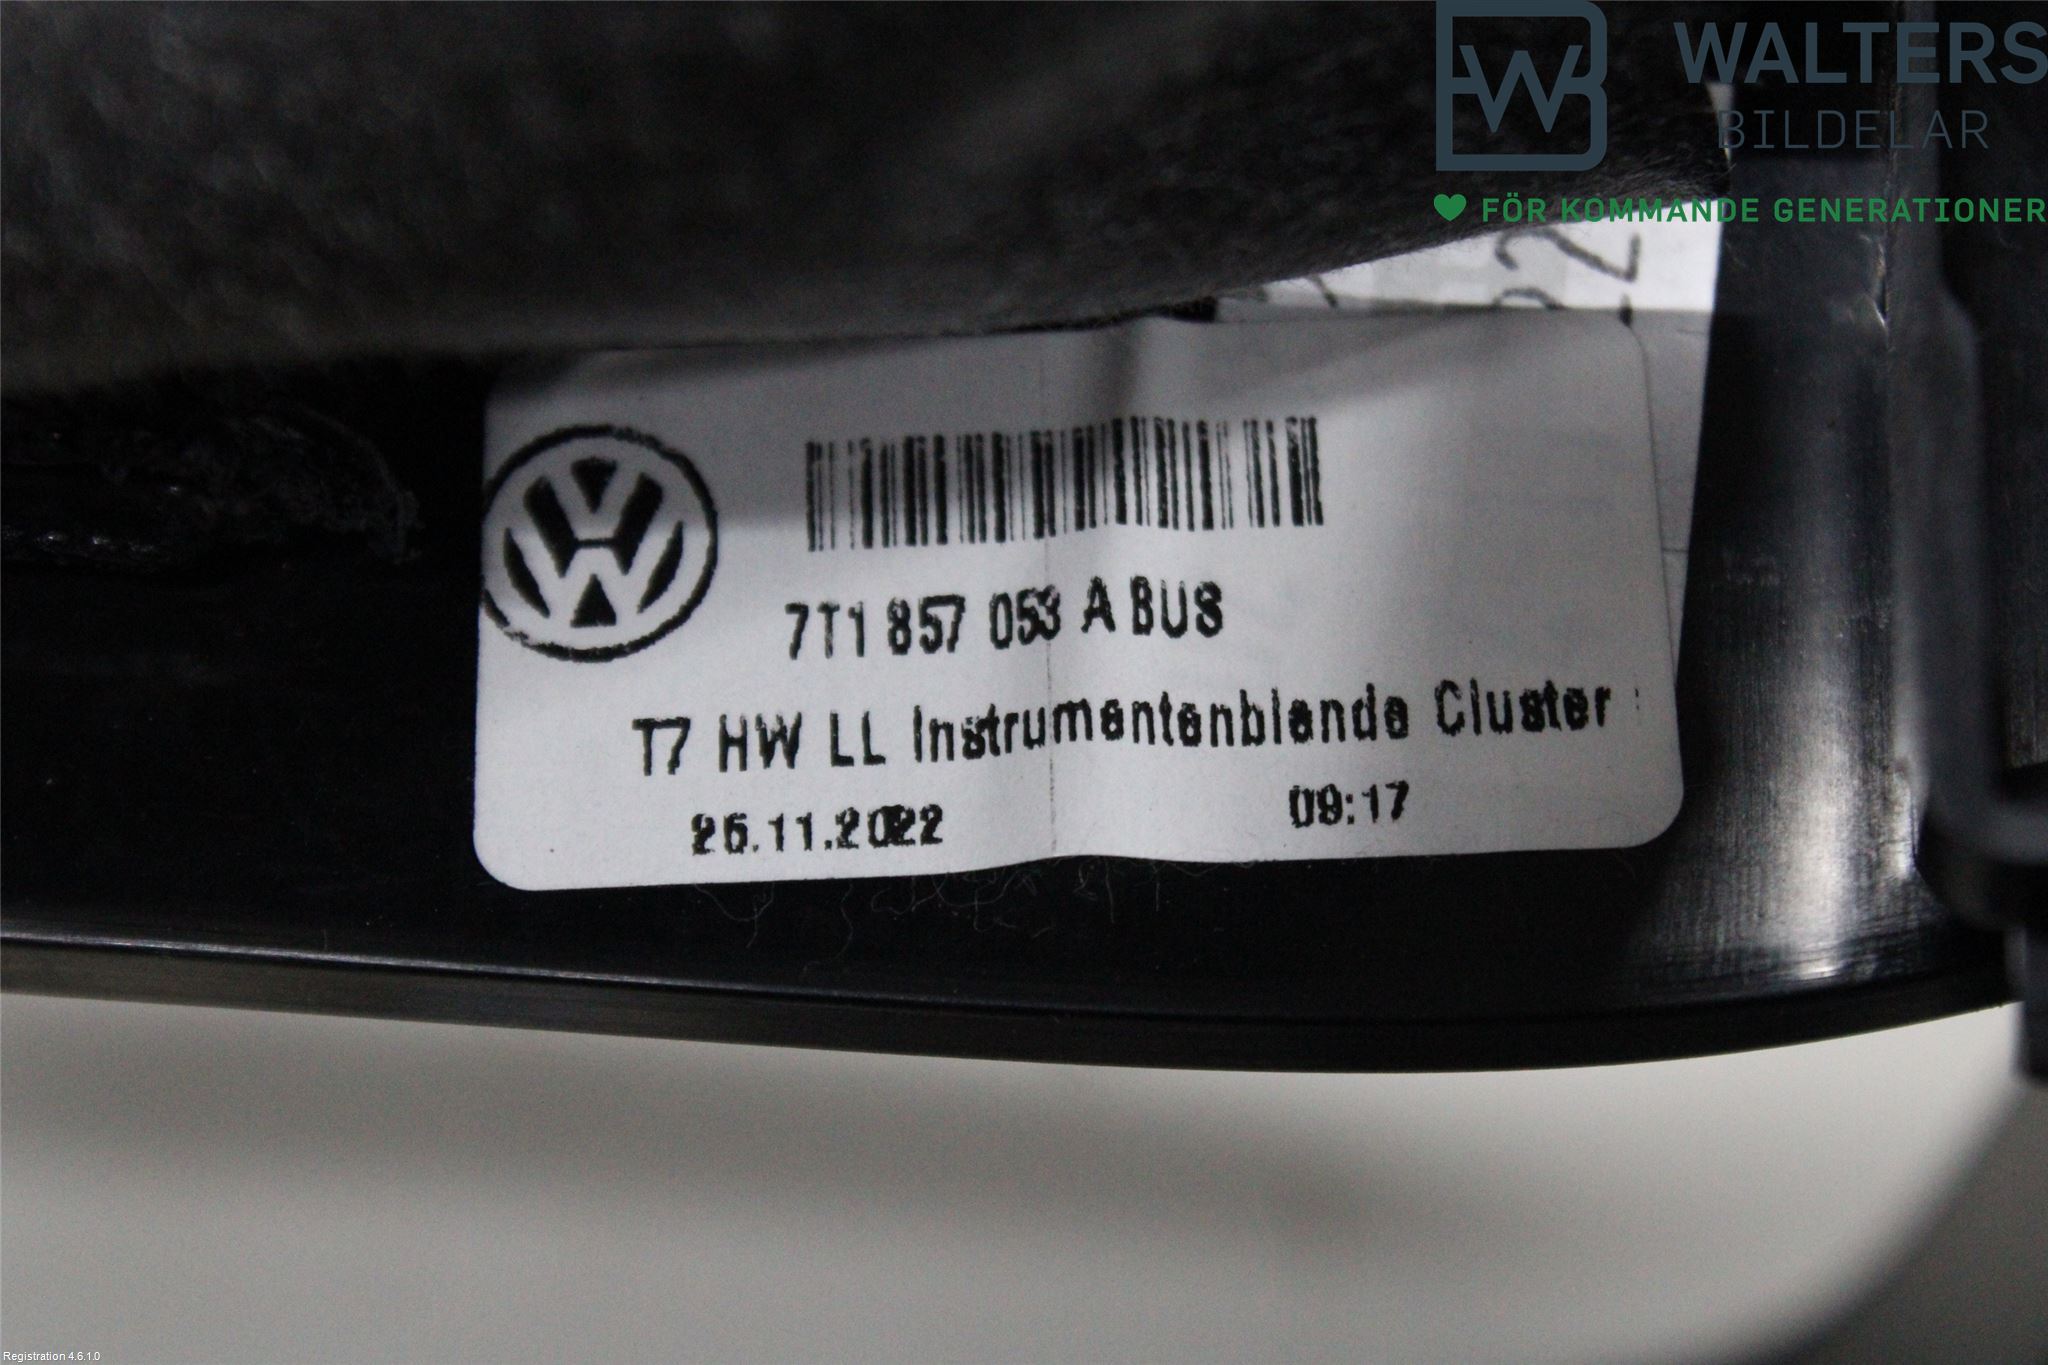 WALTERS
BILDELAR
FÖR KOMMANDE GENERATIONER
7T1 857 053 A BUS
T7 HW LL Instrumentenblende Cluster
26.11.2022 09:17
Registration 4.6.1.0